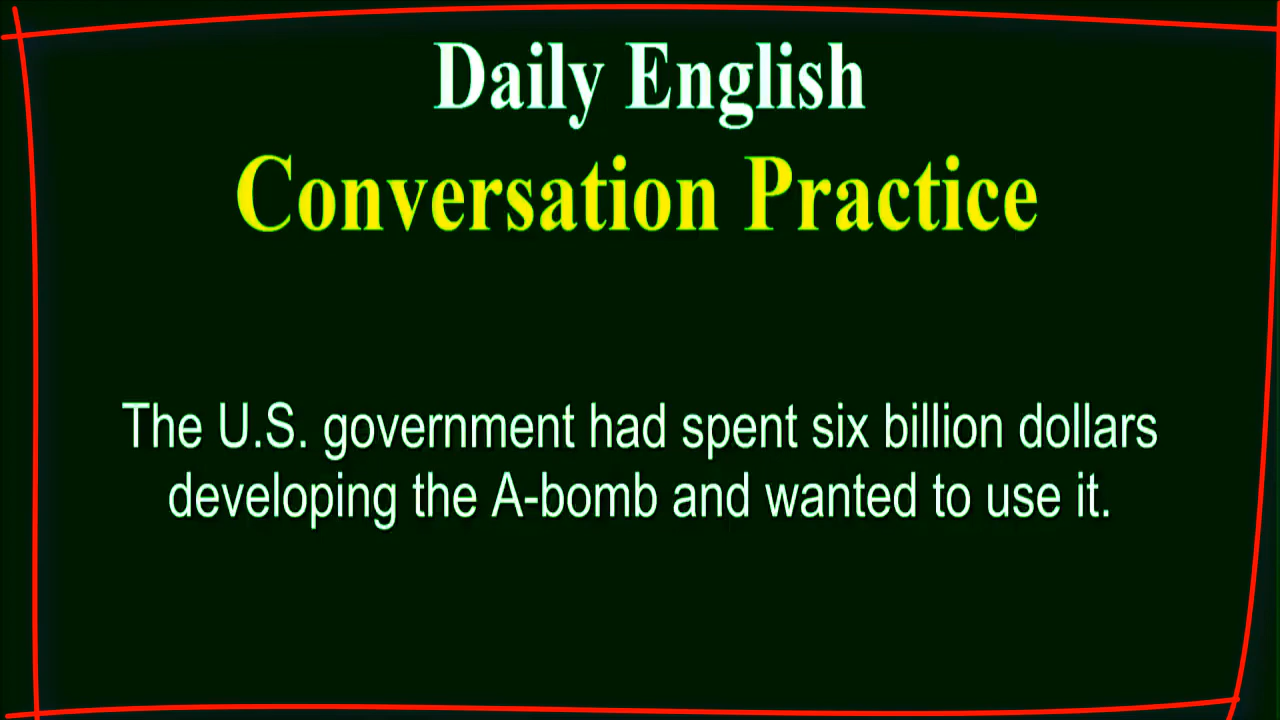 Daily English
Conversation Practice
The U.S. government had spent six billion dollars
developing the A-bomb and wanted to use it.